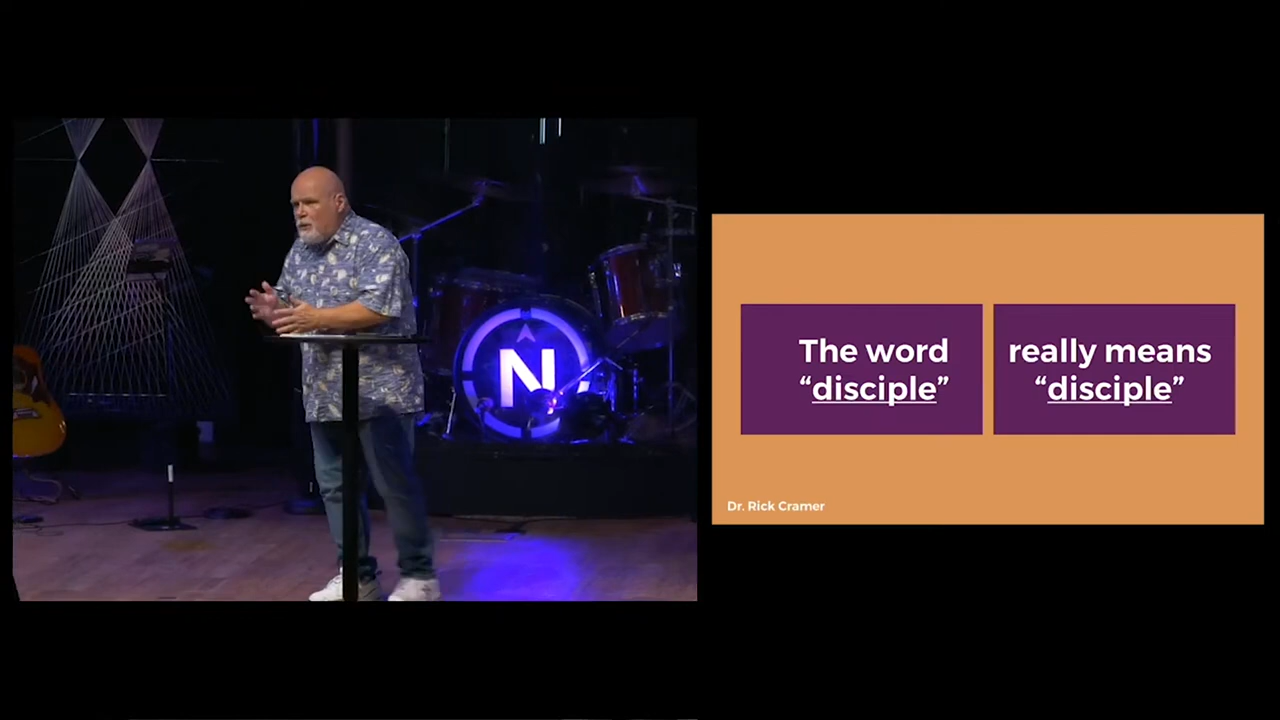 N
The word
“disciple”
really means
“disciple”
Dr. Rick Cramer